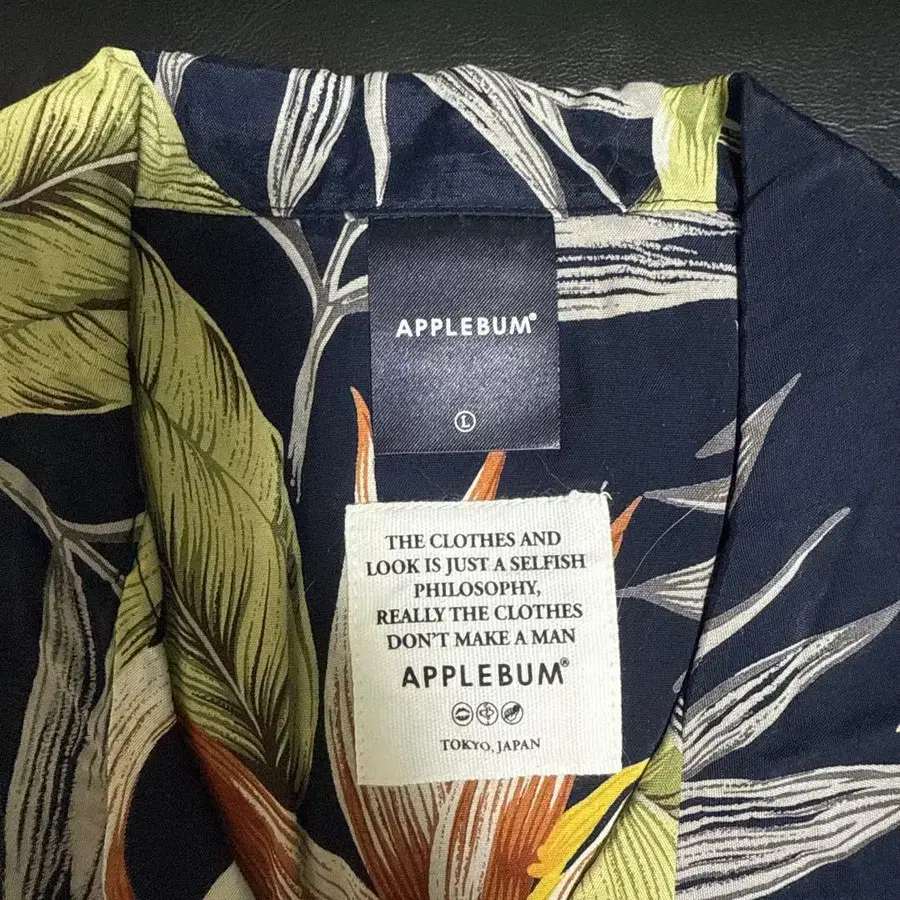 APPLEBUM®
L
THE CLOTHES AND
LOOK IS JUST A SELFISH
PHILOSOPHY,
REALLY THE CLOTHES
DON'T MAKE A MAN
APPLEBUM®
TOKYO, JAPAN